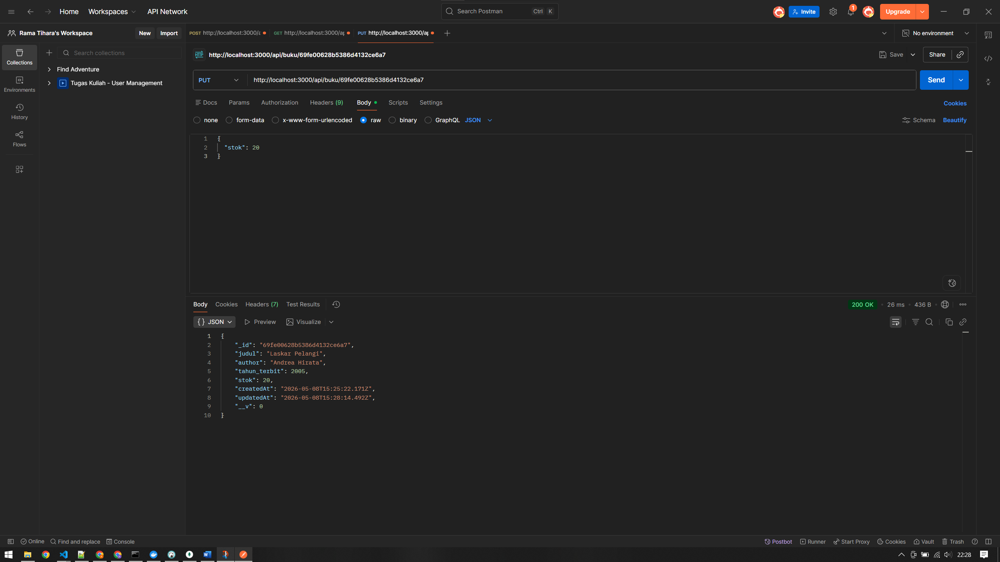 Home Workspaces API Network Search Postman Ctrl K Invite 1 Upgrade
Rama Tihara's Workspace New Import POST http://localhost:3000/a GET http://localhost:3000/ap PUT http://localhost:3000/ap No environment
Collections
Environments
History
Flows
Search collections
Find Adventure
Tugas Kuliah - User Management
HTTP http://localhost:3000/api/buku/69fe00628b5386d4132ce6a7 Save Share
PUT http://localhost:3000/api/buku/69fe00628b5386d4132ce6a7 Send
Docs Params Authorization Headers (9) Body Scripts Settings Cookies
none form-data x-www-form-urlencoded raw binary GraphQL JSON Schema Beautify
1 {
2 "stok": 20
3 }
Body Cookies Headers (7) Test Results 200 OK • 26 ms • 436 B •
{} JSON Preview Visualize
1 {
2 "_id": "69fe00628b5386d4132ce6a7",
3 "judul": "Laskar Pelangi",
4 "author": "Andrea Hirata",
5 "tahun_terbit": 2005,
6 "stok": 20,
7 "createdAt": "2026-05-08T15:25:22.171Z",
8 "updatedAt": "2026-05-08T15:28:14.492Z",
9 "__v": 0
10 }
Online Find and replace Console Postbot Runner Start Proxy Cookies Vault Trash
22:28